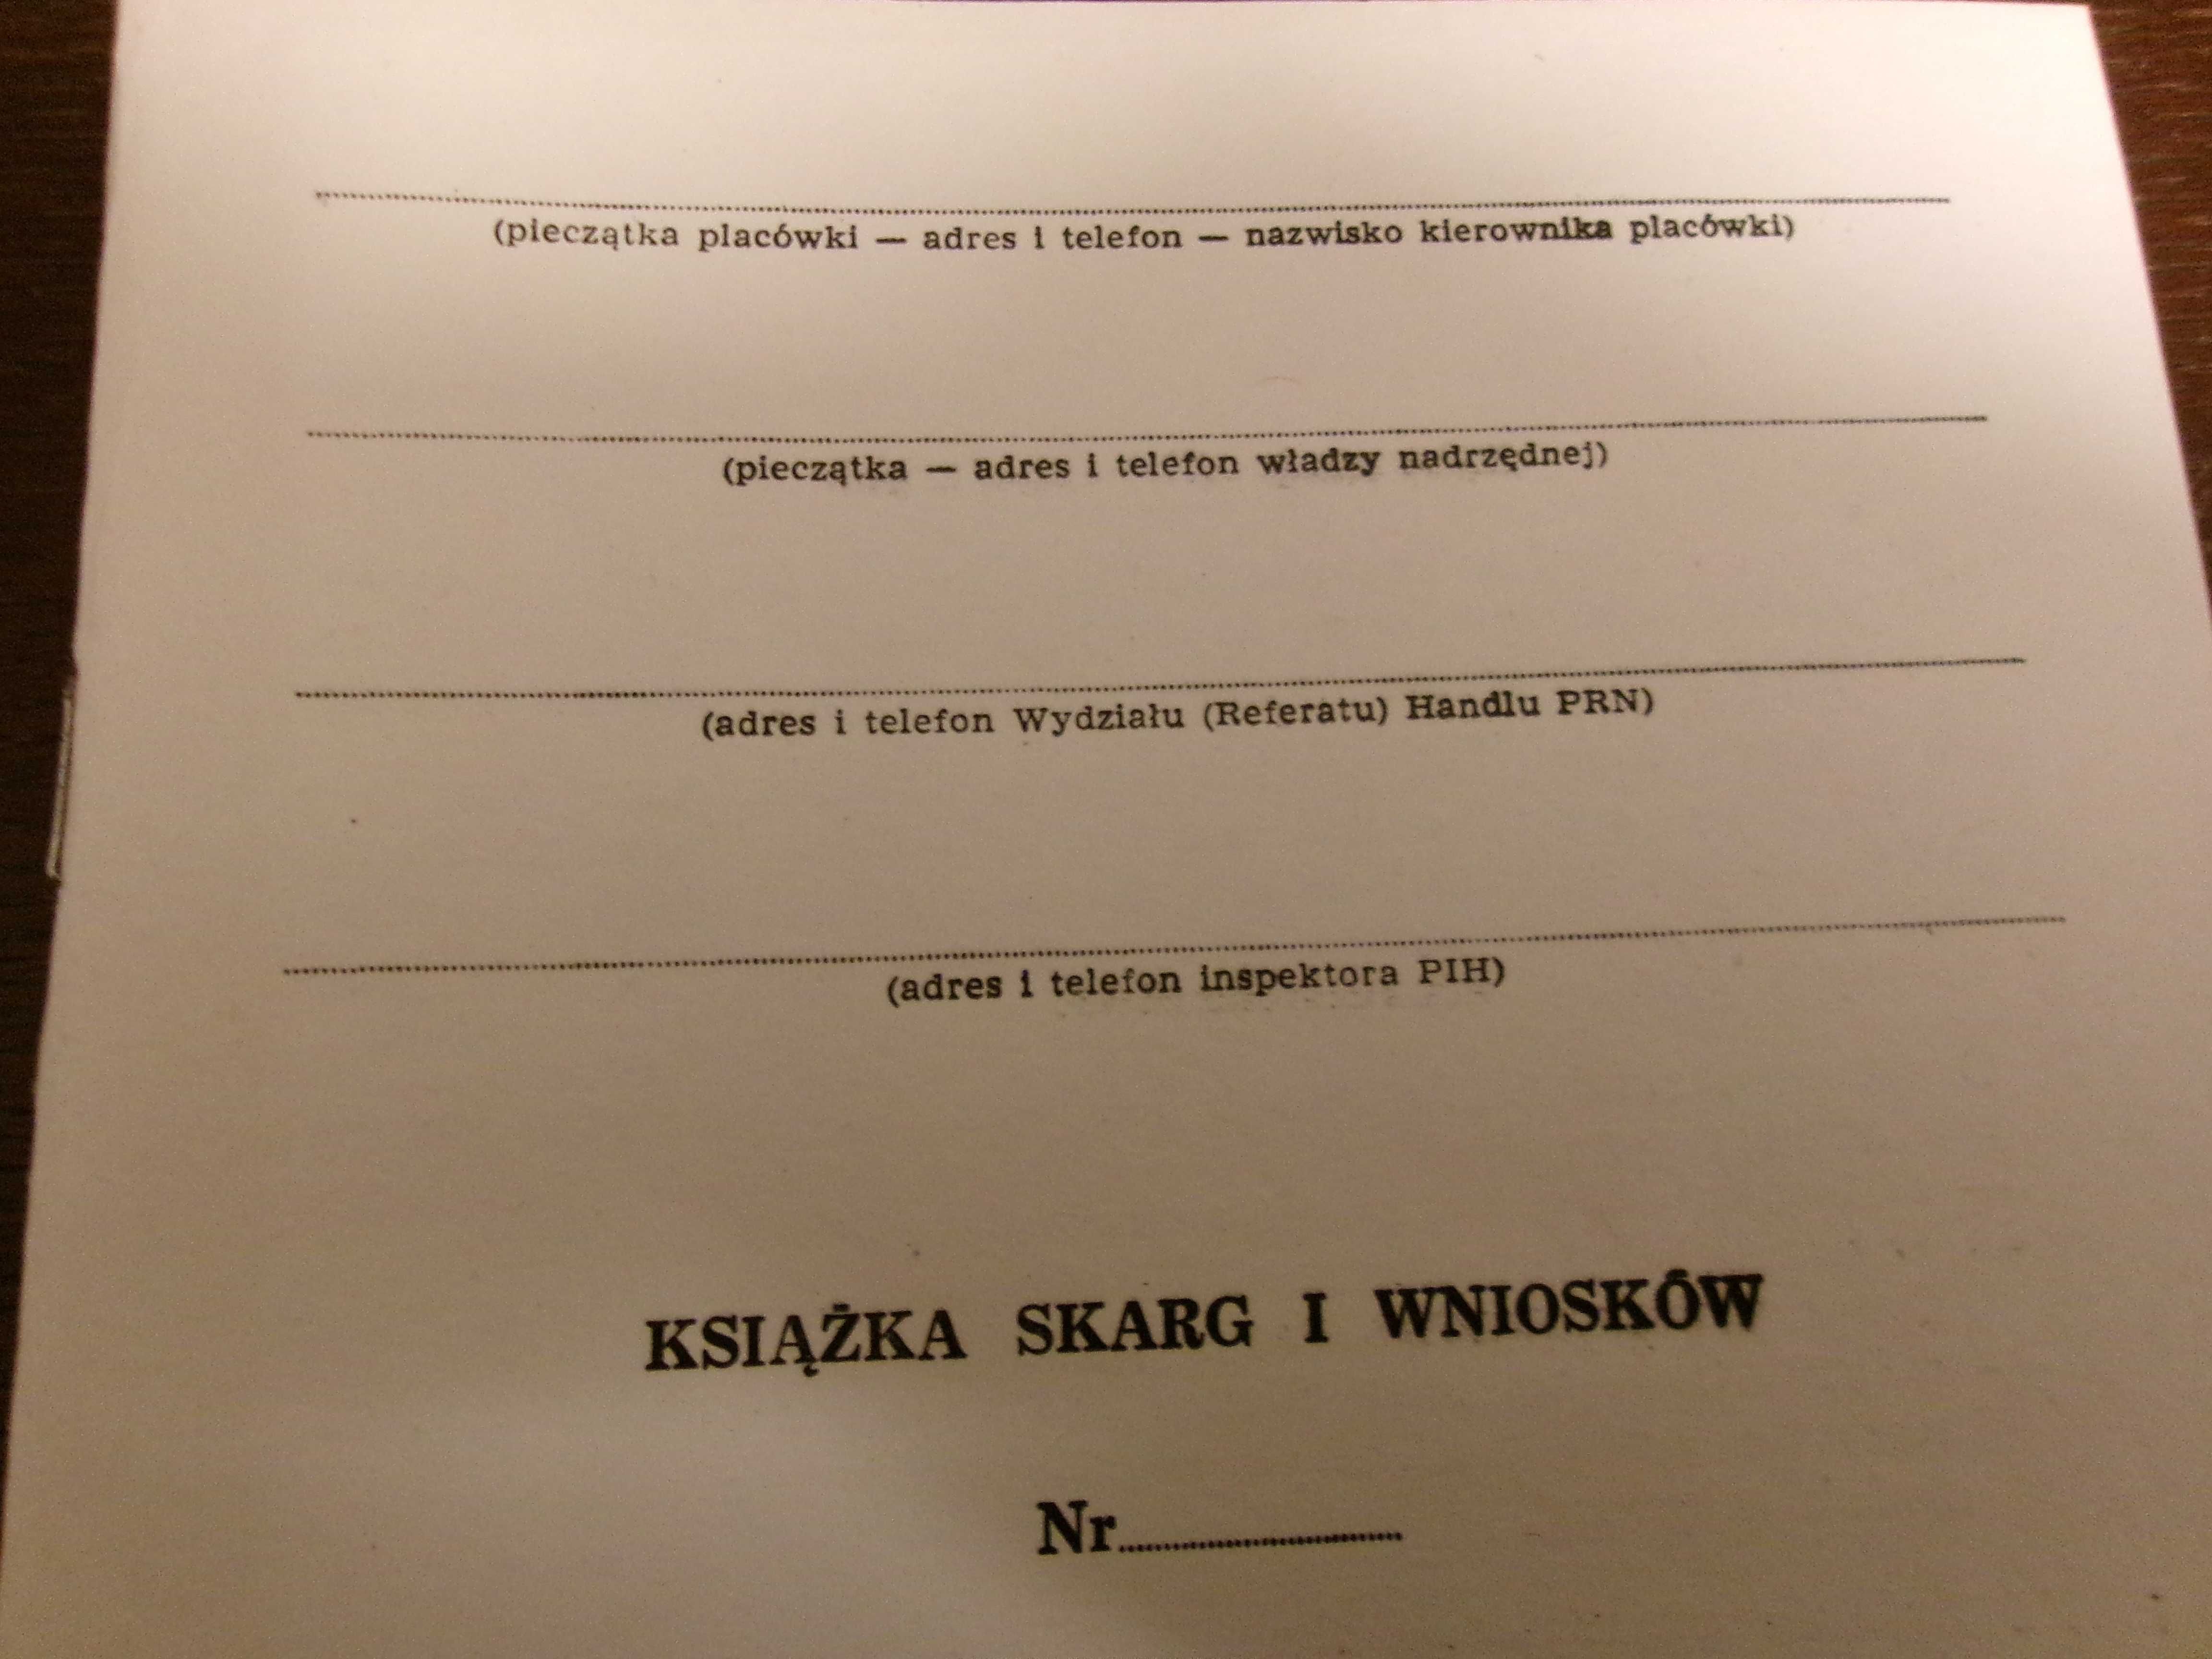 (pieczątka placówki — adres i telefon — nazwisko kierownika placówki)
(pieczątka — adres i telefon władzy nadrzędnej)
(adres i telefon Wydziału (Referatu) Handlu PRN)
(adres i telefon inspektora PIH)
KSIĄŻKA SKARG I WNIOSKÓW
Nr....................